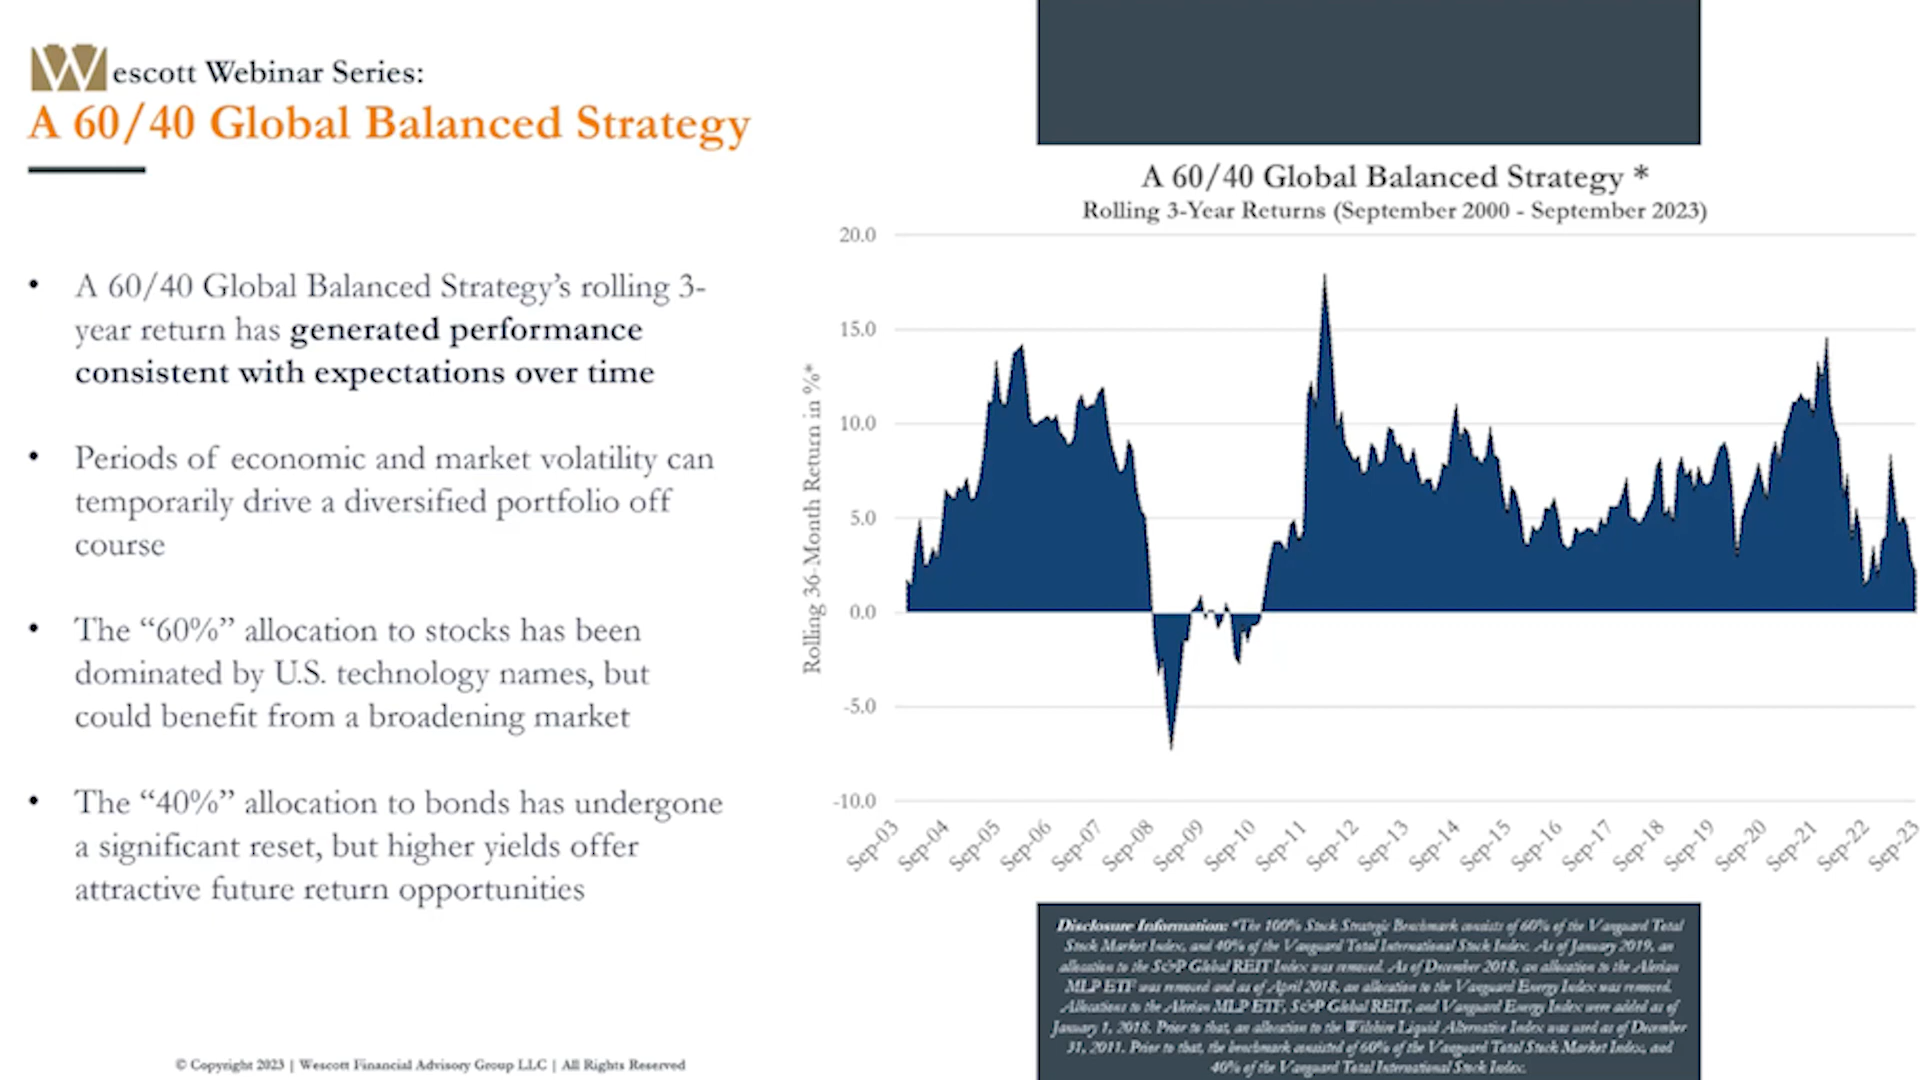 Wescott Webinar Series:
A 60/40 Global Balanced Strategy
• A 60/40 Global Balanced Strategy’s rolling 3-
year return has generated performance
consistent with expectations over time
• Periods of economic and market volatility can
temporarily drive a diversified portfolio off
course
• The “60%” allocation to stocks has been
dominated by U.S. technology names, but
could benefit from a broadening market
• The “40%” allocation to bonds has undergone
a significant reset, but higher yields offer
attractive future return opportunities
© Copyright 2023 | Wescott Financial Advisory Group LLC | All Rights Reserved
A 60/40 Global Balanced Strategy *
Rolling 3-Year Returns (September 2000 - September 2023)
Rolling 36-Month Return in %*
20.0
15.0
10.0
5.0
0.0
-5.0
-10.0
Sep-03
Sep-04
Sep-05
Sep-06
Sep-07
Sep-08
Sep-09
Sep-10
Sep-11
Sep-12
Sep-13
Sep-14
Sep-15
Sep-16
Sep-17
Sep-18
Sep-19
Sep-20
Sep-21
Sep-22
Sep-23
Disclosure Information: *The 100% Stock Strategic Benchmark consists of 60% of the Vanguard Total
Stock Market Index, and 40% of the Vanguard Total International Stock Index. As of January 2019, an
allocation to the S&P Global REIT Index was removed. As of December 2018, an allocation to the Alerian
MLP ETF was removed and as of April 2018, an allocation to the Vanguard Energy Index was removed.
Allocations to the Alerian MLP ETF, S&P Global REIT, and Vanguard Energy Index were added as of
January 1, 2018. Prior to that, an allocation to the Wilshire Liquid Alternative Index was used as of December
31, 2011. Prior to that, the benchmark consisted of 60% of the Vanguard Total Stock Market Index, and
40% of the Vanguard Total International Stock Index.